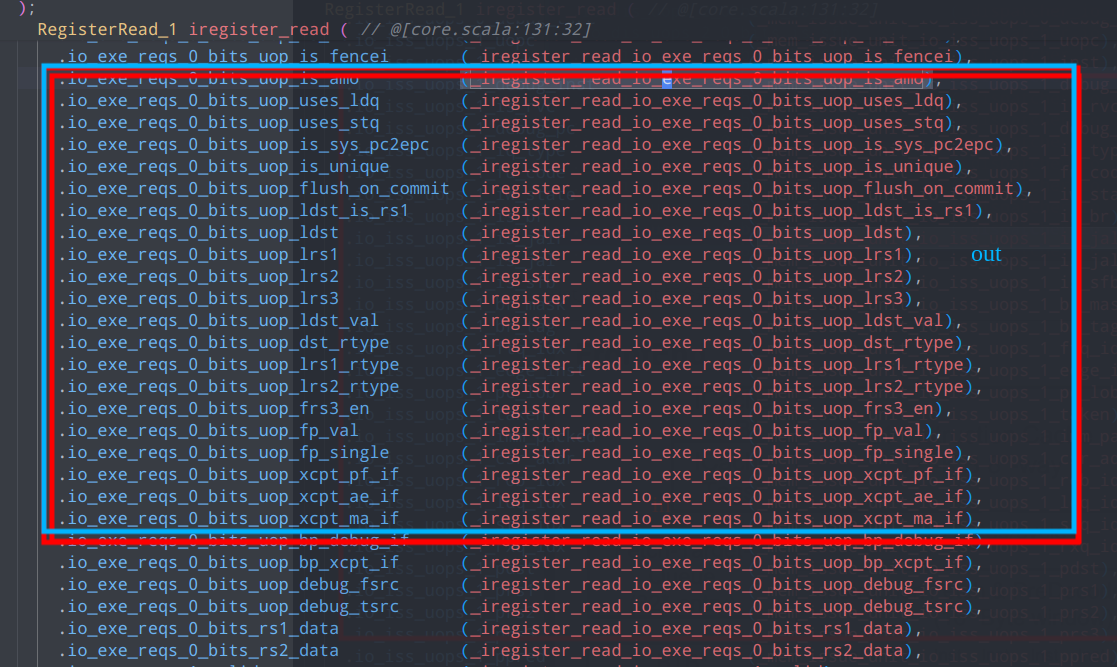 );
RegisterRead_1 iregister_read ( // @[core.scala:131:32]
.io_exe_reqs_0_bits_uop_is_fencei (_iregister_read_io_exe_reqs_0_bits_uop_is_fencei),
.io_exe_reqs_0_bits_uop_is_amo (_iregister_read_io_exe_reqs_0_bits_uop_is_amo),
.io_exe_reqs_0_bits_uop_uses_ldq (_iregister_read_io_exe_reqs_0_bits_uop_uses_ldq),
.io_exe_reqs_0_bits_uop_uses_stq (_iregister_read_io_exe_reqs_0_bits_uop_uses_stq),
.io_exe_reqs_0_bits_uop_is_sys_pc2epc (_iregister_read_io_exe_reqs_0_bits_uop_is_sys_pc2epc),
.io_exe_reqs_0_bits_uop_is_unique (_iregister_read_io_exe_reqs_0_bits_uop_is_unique),
.io_exe_reqs_0_bits_uop_flush_on_commit (_iregister_read_io_exe_reqs_0_bits_uop_flush_on_commit),
.io_exe_reqs_0_bits_uop_ldst_is_rs1 (_iregister_read_io_exe_reqs_0_bits_uop_ldst_is_rs1),
.io_exe_reqs_0_bits_uop_ldst (_iregister_read_io_exe_reqs_0_bits_uop_ldst),
.io_exe_reqs_0_bits_uop_lrs1 (_iregister_read_io_exe_reqs_0_bits_uop_lrs1), out
.io_exe_reqs_0_bits_uop_lrs2 (_iregister_read_io_exe_reqs_0_bits_uop_lrs2),
.io_exe_reqs_0_bits_uop_lrs3 (_iregister_read_io_exe_reqs_0_bits_uop_lrs3),
.io_exe_reqs_0_bits_uop_ldst_val (_iregister_read_io_exe_reqs_0_bits_uop_ldst_val),
.io_exe_reqs_0_bits_uop_dst_rtype (_iregister_read_io_exe_reqs_0_bits_uop_dst_rtype),
.io_exe_reqs_0_bits_uop_lrs1_rtype (_iregister_read_io_exe_reqs_0_bits_uop_lrs1_rtype),
.io_exe_reqs_0_bits_uop_lrs2_rtype (_iregister_read_io_exe_reqs_0_bits_uop_lrs2_rtype),
.io_exe_reqs_0_bits_uop_frs3_en (_iregister_read_io_exe_reqs_0_bits_uop_frs3_en),
.io_exe_reqs_0_bits_uop_fp_val (_iregister_read_io_exe_reqs_0_bits_uop_fp_val),
.io_exe_reqs_0_bits_uop_fp_single (_iregister_read_io_exe_reqs_0_bits_uop_fp_single),
.io_exe_reqs_0_bits_uop_xcpt_pf_if (_iregister_read_io_exe_reqs_0_bits_uop_xcpt_pf_if),
.io_exe_reqs_0_bits_uop_xcpt_ae_if (_iregister_read_io_exe_reqs_0_bits_uop_xcpt_ae_if),
.io_exe_reqs_0_bits_uop_xcpt_ma_if (_iregister_read_io_exe_reqs_0_bits_uop_xcpt_ma_if),
.io_exe_reqs_0_bits_uop_bp_debug_if (_iregister_read_io_exe_reqs_0_bits_uop_bp_debug_if),
.io_exe_reqs_0_bits_uop_bp_xcpt_if (_iregister_read_io_exe_reqs_0_bits_uop_bp_xcpt_if),
.io_exe_reqs_0_bits_uop_debug_fsrc (_iregister_read_io_exe_reqs_0_bits_uop_debug_fsrc),
.io_exe_reqs_0_bits_uop_debug_tsrc (_iregister_read_io_exe_reqs_0_bits_uop_debug_tsrc),
.io_exe_reqs_0_bits_rs1_data (_iregister_read_io_exe_reqs_0_bits_rs1_data),
.io_exe_reqs_0_bits_rs2_data (_iregister_read_io_exe_reqs_0_bits_rs2_data),